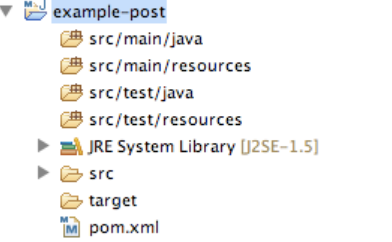 example-post
src/main/java
src/main/resources
src/test/java
src/test/resources
JRE System Library [J2SE-1.5]
src
target
pom.xml